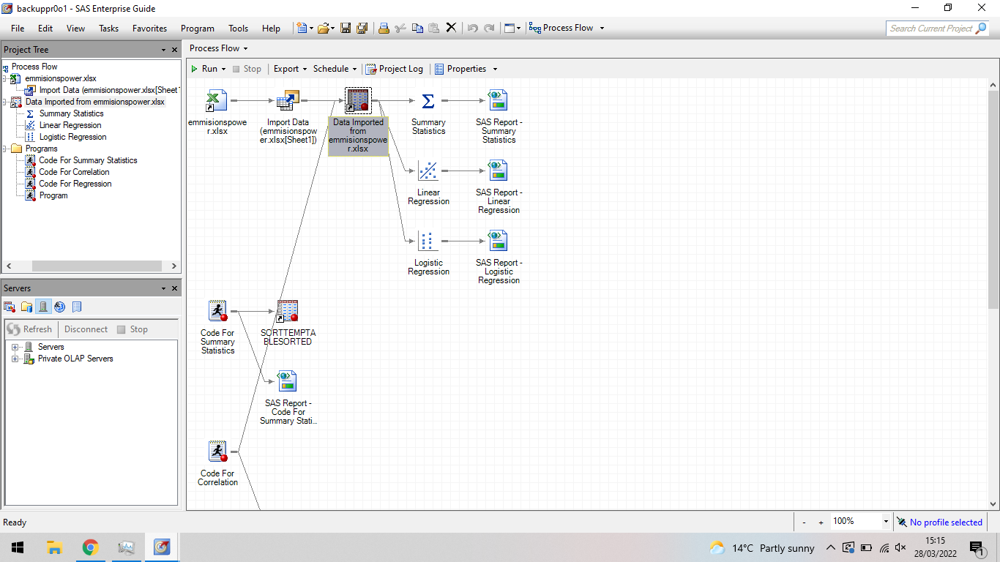 backuppr0o1 - SAS Enterprise Guide
File Edit View Tasks Favorites Program Tools Help Process Flow Search Current Project
Project Tree
Process Flow
emmisionspower.xlsx
Import Data (emmisionspower.xlsx[Sheet
Data Imported from emmisionspower.xlsx
Summary Statistics
Linear Regression
Logistic Regression
Programs
Code For Summary Statistics
Code For Correlation
Code For Regression
Program
Servers
Refresh Disconnect Stop
Servers
Private OLAP Servers
Process Flow
Run Stop Export Schedule Project Log Properties
emmisionspowe
r.xlsx
Import Data
(emmisionspow
er.xlsx[Sheet1])
Data Imported
from
emmisionspowe
r.xlsx
Summary
Statistics
SAS Report -
Summary
Statistics
Linear
Regression
SAS Report -
Linear
Regression
Logistic
Regression
SAS Report -
Logistic
Regression
Code For
Summary
Statistics
SORTTEMPTA
BLESORTED
SAS Report -
Code For
Summary Stati...
Code For
Correlation
Ready
- + 100% No profile selected
14°C Partly sunny
15:15
28/03/2022
1